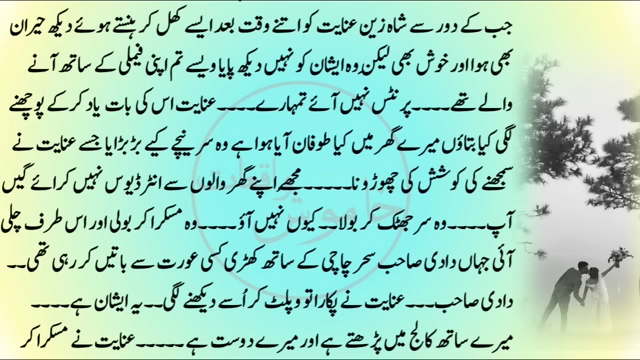 جب کے دور سے شاہ زین عنایت کو اتنے وقت بعد ایسے کھل کر ہنستے ہوئے دیکھ حیران
بھی ہوا اور خوش بھی لیکن وہ ایشان کو نہیں دیکھ پایا ویسے تم اپنی فیملی کے ساتھ آنے
والے تھے۔۔۔۔پرنٹس نہیں آئے تمہارے۔۔۔۔عنایت اس کی بات یاد کر کے پوچھنے
لگی کیا بتاؤں میرے گھر میں کیا طوفان آیا ہوا ہے وہ سر نیچے کیے بڑبڑایا جسے عنایت نے
سمجھنے کی کوشش کی چھوڑو نا۔۔۔۔۔مجھے اپنے گھر والوں سے انٹرڈیوس نہیں کرائے گیں
آپ۔۔۔۔وہ سر جھٹک کر بولا۔۔کیوں نہیں آؤ۔۔۔۔وہ مسکرا کر بولی اور اس طرف چلی
آئی جہاں دادی صاحب سحر چاچی کے ساتھ کھڑی کسی عورت سے باتیں کر رہی تھی۔۔
دادی صاحب۔۔۔عنایت نے پکارا تو وپلٹ کر اُسے دیکھنے لگی۔۔یہ ایشان ہے۔۔۔۔
میرے ساتھ کالج میں پڑھتے ہے اور میرے دوست ہے۔۔۔۔۔عنایت نے مسکرا کر